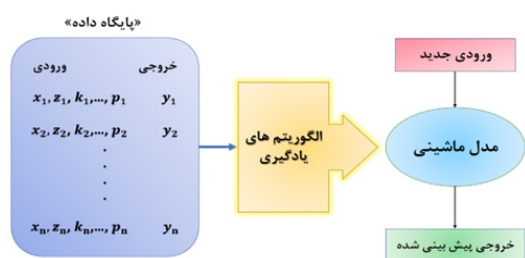 «پایگاه داده»
ورودی خروجی
x₁, z₁, k₁,..., p₁ y₁
x₂, z₂, k₂,..., p₂ y₂
xₙ, zₙ, kₙ,..., pₙ yₙ
الگوریتم های
یادگیری
ورودی جدید
مدل ماشینی
خروجی پیش بینی شده